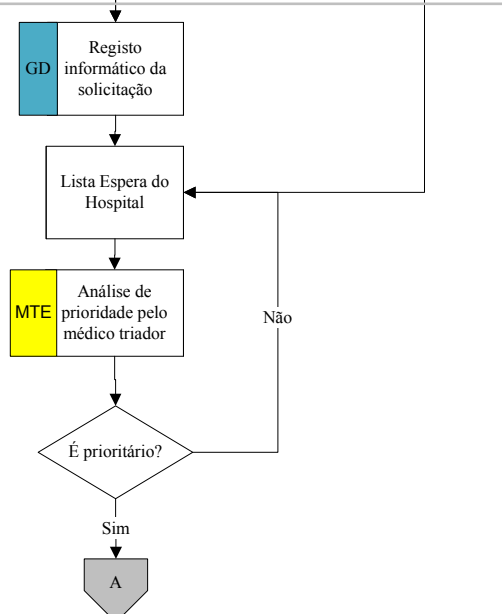 GD
Registo
informático da
solicitação
Lista Espera do
Hospital
MTE
Análise de
prioridade pelo
médico triador
Não
É prioritário?
Sim
A